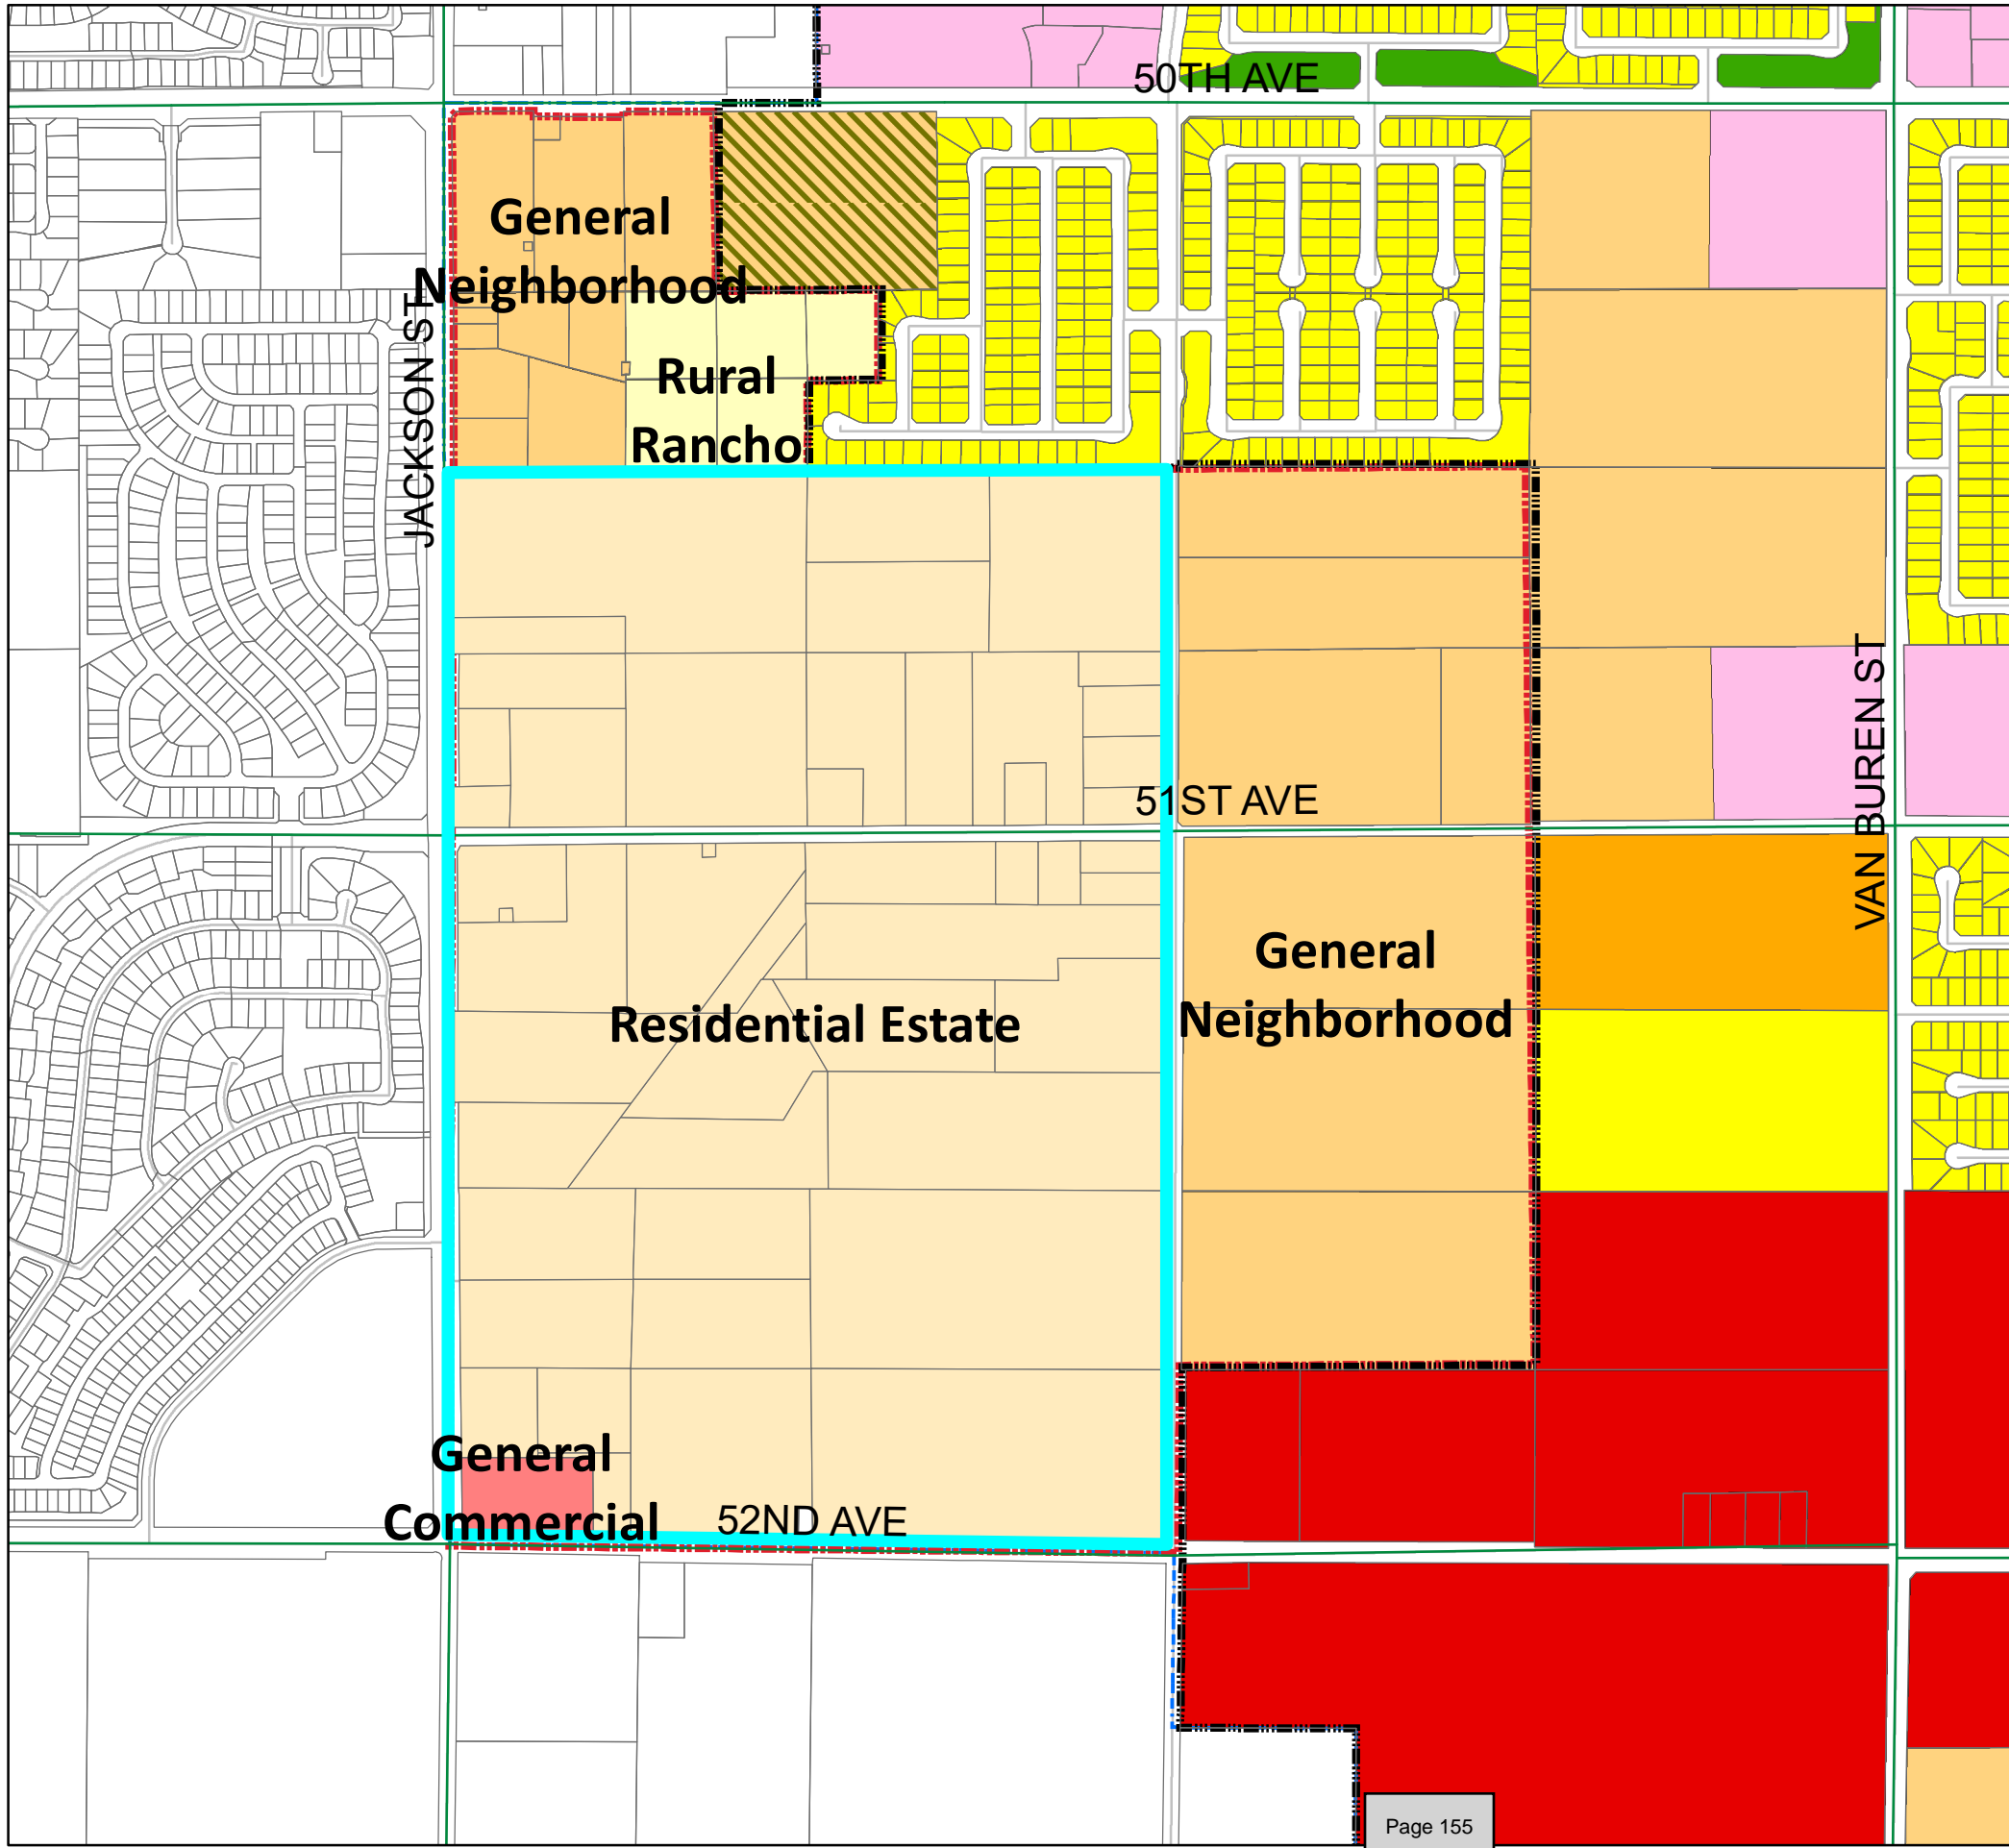 50TH AVE
General
Neighborhood
JACKSON ST
Rural
Rancho
51ST AVE
VAN BUREN ST
General
Neighborhood
Residential Estate
General
Commercial
52ND AVE
Page 155